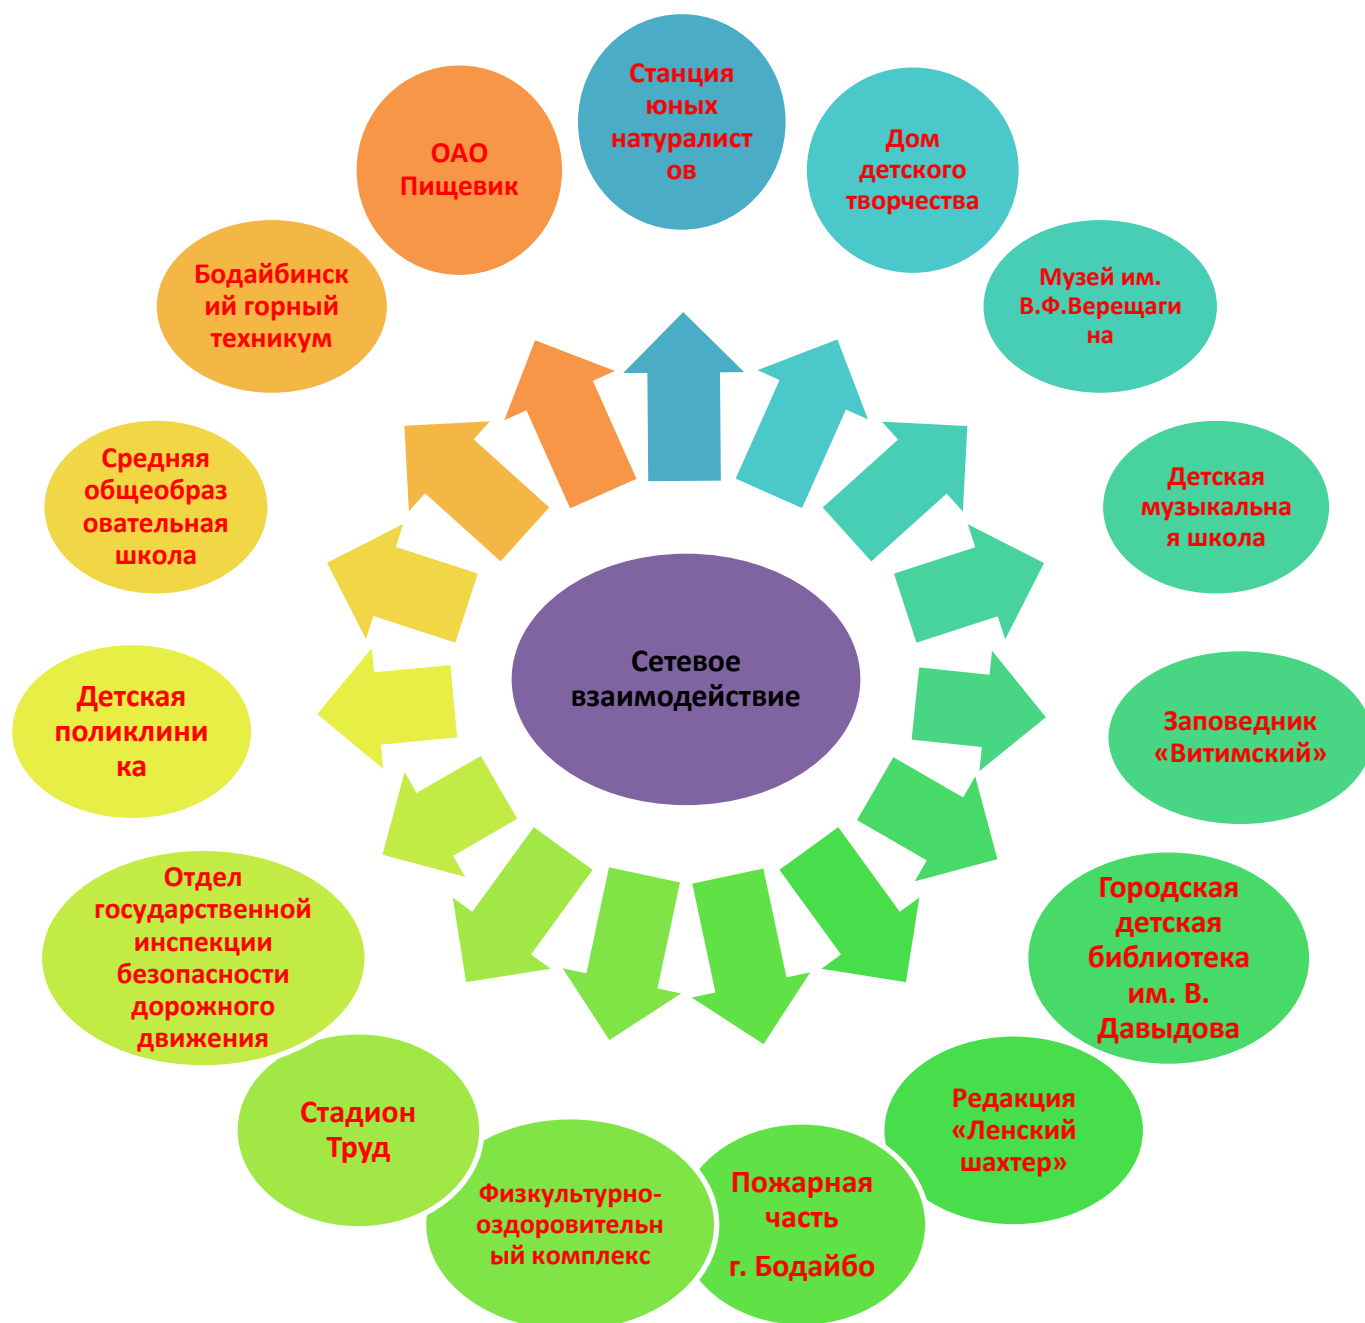 Станция
юных
натуралист
ов
Дом
детского
творчества
Музей им.
В.Ф.Верещаги
на
Детская
музыкальна
я школа
Заповедник
«Витимский»
Городская
детская
библиотека
им. В.
Давыдова
Редакция
«Ленский
шахтер»
Пожарная
часть
г. Бодайбо
Физкультурно-
оздоровительн
ый комплекс
Стадион
Труд
Отдел
государственной
инспекции
безопасности
дорожного
движения
Детская
поликлини
ка
Средняя
общеобраз
овательная
школа
Бодайбинск
ий горный
техникум
ОАО
Пищевик
Сетевое
взаимодействие